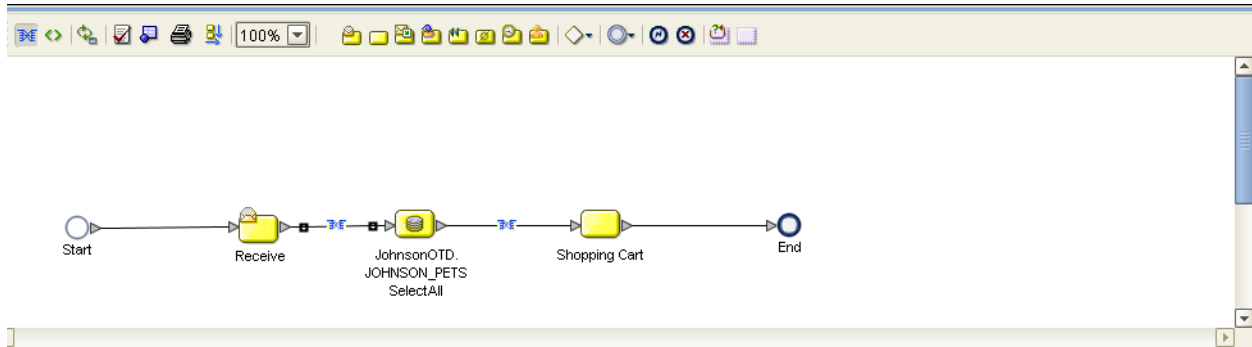 100%
Start
Receive
JohnsonOTD.
JOHNSON_PETS
SelectAll
Shopping Cart
End